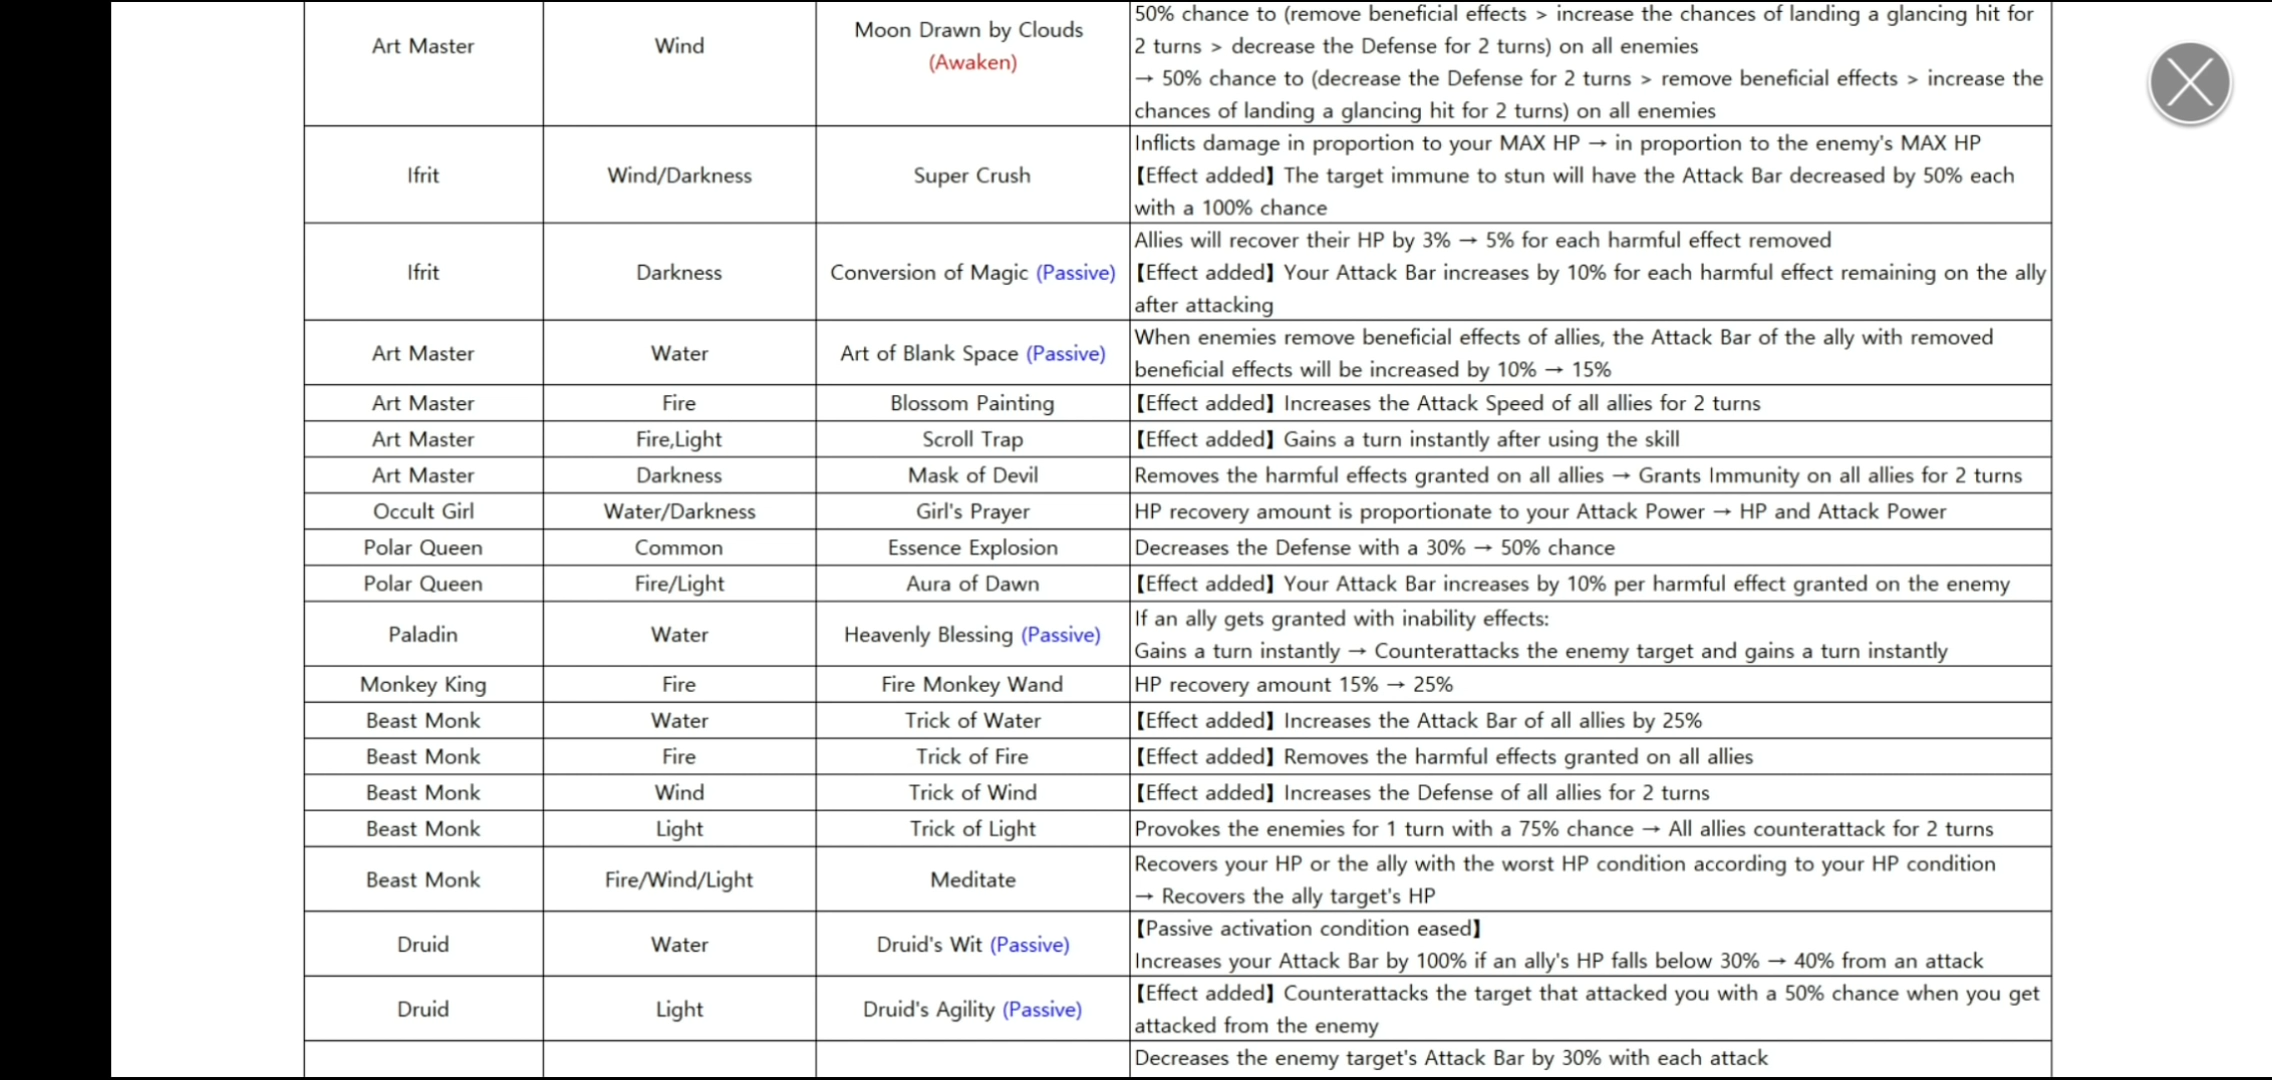 50% chance to (remove beneficial effects > increase the chances of landing a glancing hit for
Art Master Wind Moon Drawn by Clouds (Awaken) 2 turns > decrease the Defense for 2 turns) on all enemies
→ 50% chance to (decrease the Defense for 2 turns > remove beneficial effects > increase the
chances of landing a glancing hit for 2 turns) on all enemies
Inflicts damage in proportion to your MAX HP → in proportion to the enemy's MAX HP
Ifrit Wind/Darkness Super Crush 【Effect added】 The target immune to stun will have the Attack Bar decreased by 50% each
with a 100% chance
Allies will recover their HP by 3% → 5% for each harmful effect removed
Ifrit Darkness Conversion of Magic (Passive) 【Effect added】 Your Attack Bar increases by 10% for each harmful effect remaining on the ally
after attacking
Art Master Water Art of Blank Space (Passive) When enemies remove beneficial effects of allies, the Attack Bar of the ally with removed
beneficial effects will be increased by 10% → 15%
Art Master Fire Blossom Painting 【Effect added】 Increases the Attack Speed of all allies for 2 turns
Art Master Fire,Light Scroll Trap 【Effect added】 Gains a turn instantly after using the skill
Art Master Darkness Mask of Devil Removes the harmful effects granted on all allies → Grants Immunity on all allies for 2 turns
Occult Girl Water/Darkness Girl's Prayer HP recovery amount is proportionate to your Attack Power → HP and Attack Power
Polar Queen Common Essence Explosion Decreases the Defense with a 30% → 50% chance
Polar Queen Fire/Light Aura of Dawn 【Effect added】 Your Attack Bar increases by 10% per harmful effect granted on the enemy
Paladin Water Heavenly Blessing (Passive) If an ally gets granted with inability effects:
Gains a turn instantly → Counterattacks the enemy target and gains a turn instantly
Monkey King Fire Fire Monkey Wand HP recovery amount 15% → 25%
Beast Monk Water Trick of Water 【Effect added】 Increases the Attack Bar of all allies by 25%
Beast Monk Fire Trick of Fire 【Effect added】 Removes the harmful effects granted on all allies
Beast Monk Wind Trick of Wind 【Effect added】 Increases the Defense of all allies for 2 turns
Beast Monk Light Trick of Light Provokes the enemies for 1 turn with a 75% chance → All allies counterattack for 2 turns
Beast Monk Fire/Wind/Light Meditate Recovers your HP or the ally with the worst HP condition according to your HP condition
→ Recovers the ally target's HP
Druid Water Druid's Wit (Passive) 【Passive activation condition eased】
Increases your Attack Bar by 100% if an ally's HP falls below 30% → 40% from an attack
Druid Light Druid's Agility (Passive) 【Effect added】 Counterattacks the target that attacked you with a 50% chance when you get
attacked from the enemy
Decreases the enemy target's Attack Bar by 30% with each attack